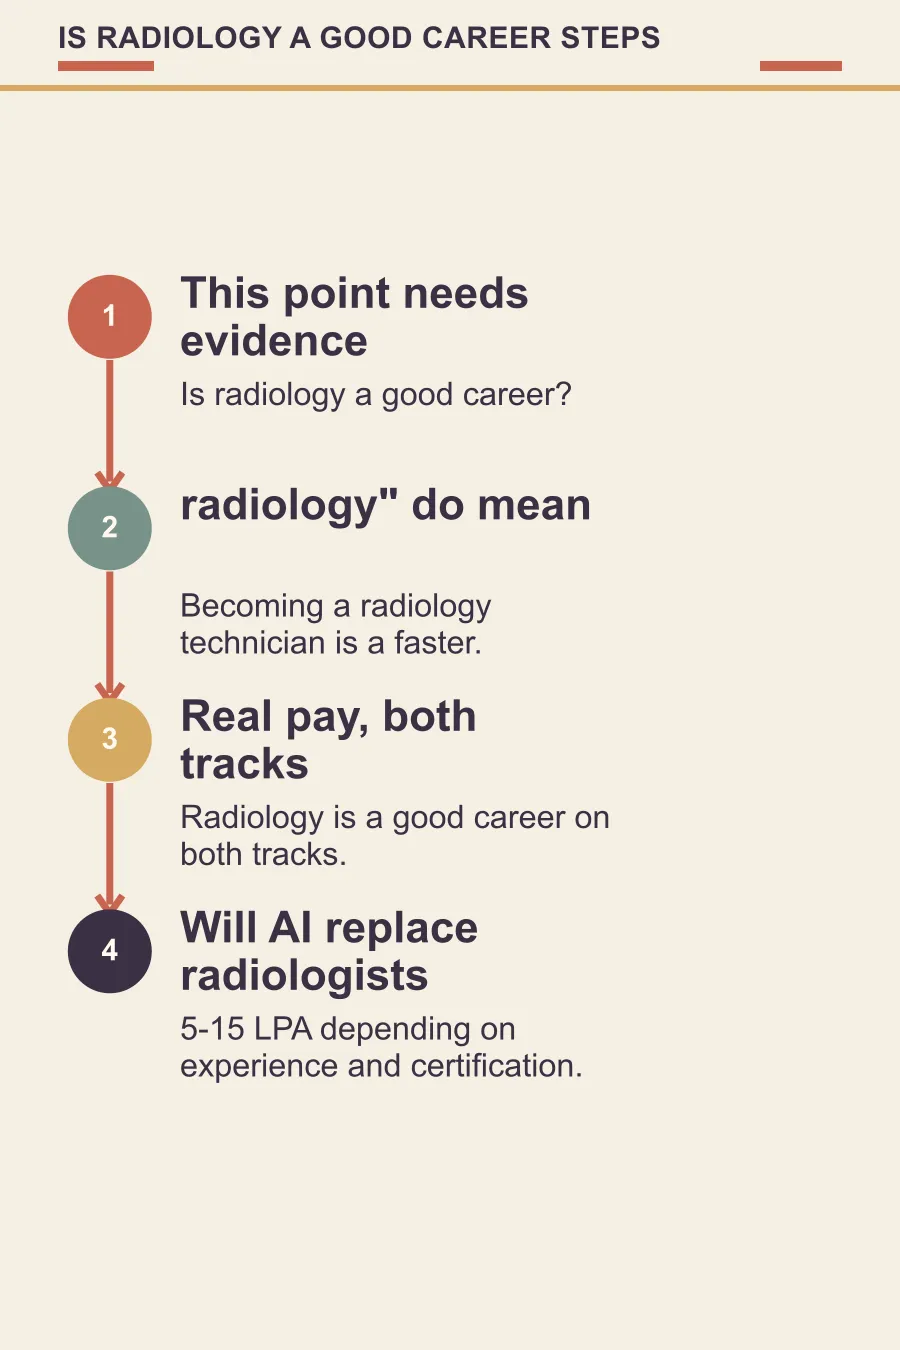 IS RADIOLOGY A GOOD CAREER STEPS
1
This point needs
evidence
Is radiology a good career?
2
radiology" do mean
Becoming a radiology
technician is a faster.
3
Real pay, both
tracks
Radiology is a good career on
both tracks.
4
Will AI replace
radiologists
5-15 LPA depending on
experience and certification.